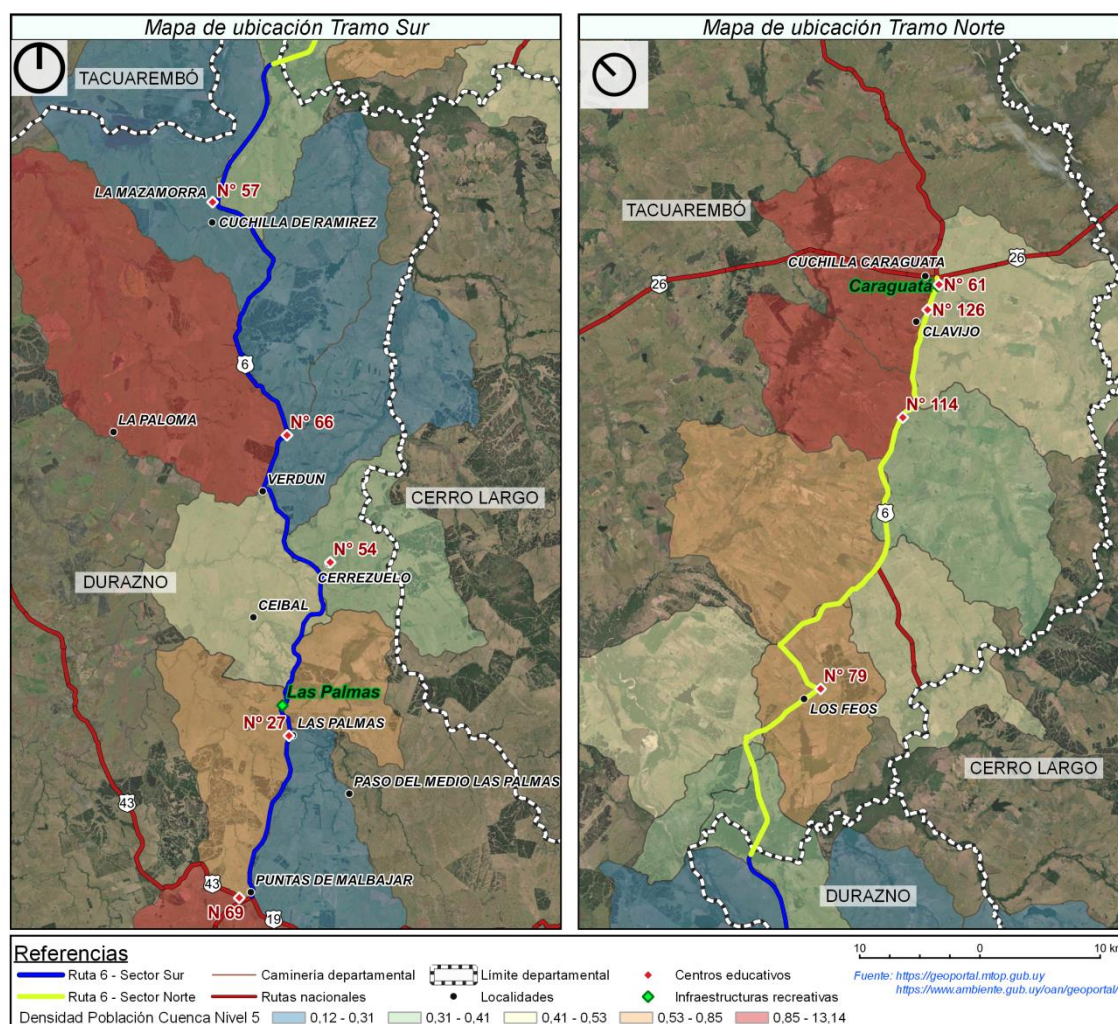 Mapa de ubicación Tramo Sur
TACUAREMBÓ
LA MAZAMORRA
N° 57
CUCHILLA DE RAMIREZ
6
LA PALOMA
N° 66
VERDUN
CERRO LARGO
N° 54
CERREZUELO
DURAZNO
CEIBAL
Las Palmas
Nº 27
LAS PALMAS
PASO DEL MEDIO LAS PALMAS
43
43
PUNTAS DE MALBAJAR
N 69
19
Mapa de ubicación Tramo Norte
TACUAREMBÓ
26
CUCHILLA CARAGUATA
26
Caraguatá
N° 61
N° 126
CLAVIJO
N° 114
6
N° 79
LOS FEOS
CERRO LARGO
DURAZNO
Referencias
Ruta 6 - Sector Sur
Caminería departamental
Límite departamental
Centros educativos
Ruta 6 - Sector Norte
Rutas nacionales
Localidades
Infraestructuras recreativas
Densidad Población Cuenca Nivel 5
0,12 - 0,31
0,31 - 0,41
0,41 - 0,53
0,53 - 0,85
0,85 - 13,14
10 0 10 km
Fuente: https://geoportal.mtop.gub.uy
https://www.ambiente.gub.uy/oan/geoportal/